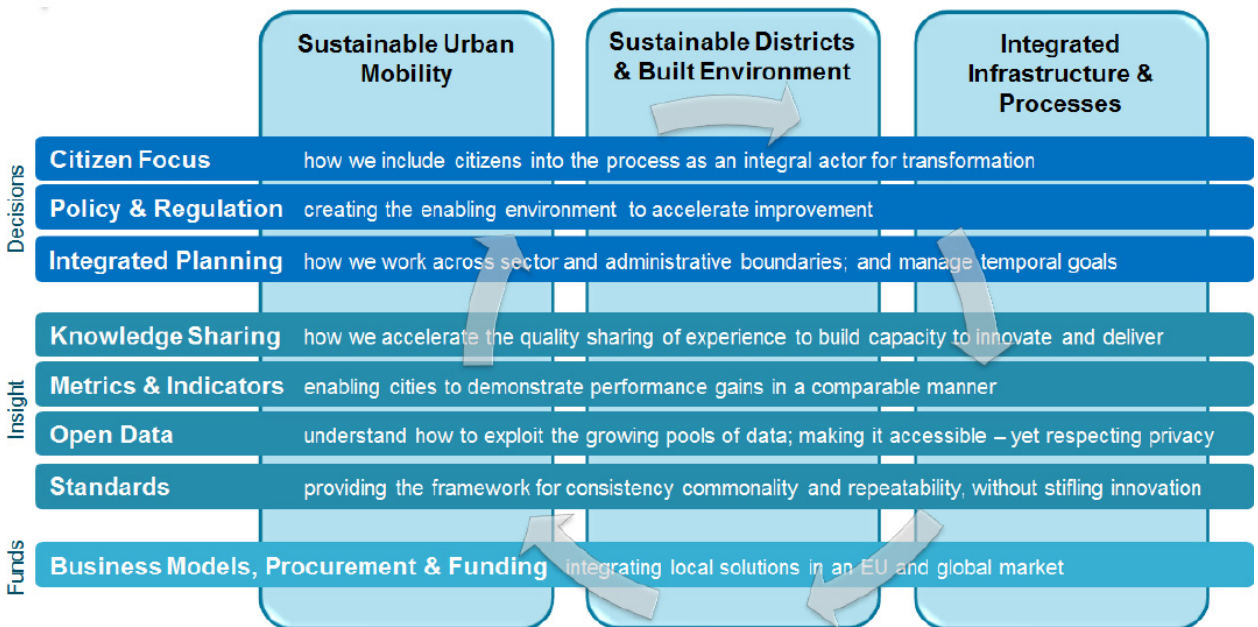 Sustainable Urban
Mobility
Sustainable Districts
& Built Environment
Integrated
Infrastructure &
Processes
Decisions
Citizen Focus how we include citizens into the process as an integral actor for transformation
Policy & Regulation creating the enabling environment to accelerate improvement
Integrated Planning how we work across sector and administrative boundaries; and manage temporal goals
Insight
Knowledge Sharing how we accelerate the quality sharing of experience to build capacity to innovate and deliver
Metrics & Indicators enabling cities to demonstrate performance gains in a comparable manner
Open Data understand how to exploit the growing pools of data; making it accessible – yet respecting privacy
Standards providing the framework for consistency commonality and repeatability, without stifling innovation
Funds
Business Models, Procurement & Funding integrating local solutions in an EU and global market